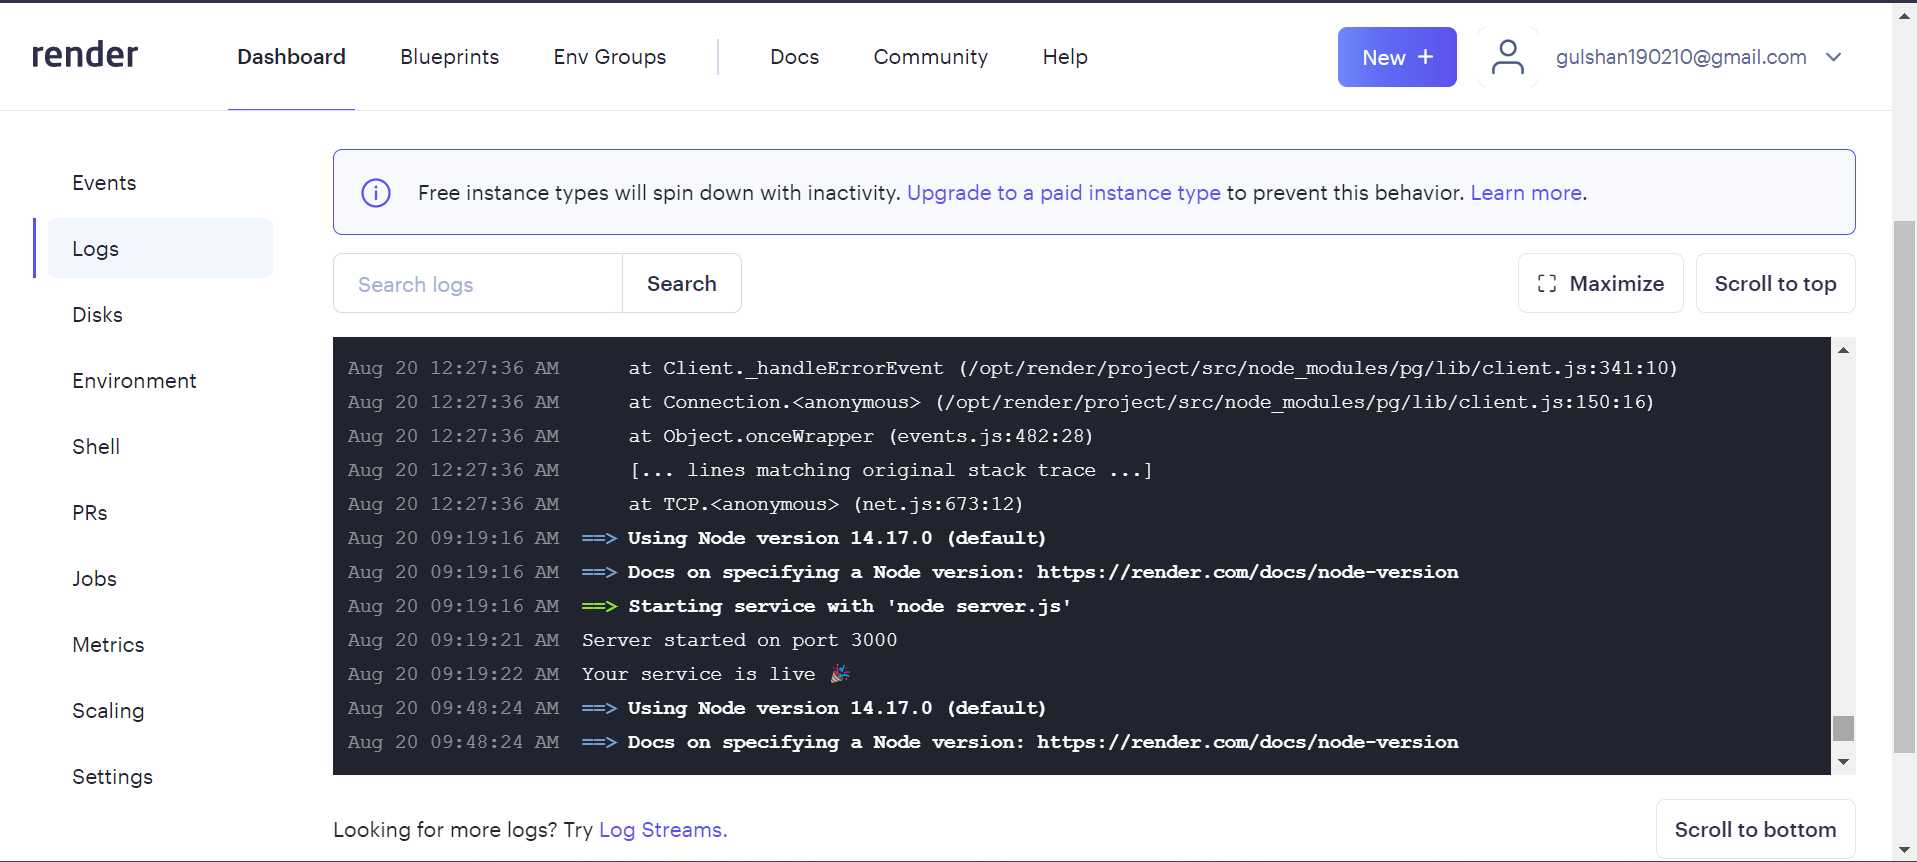 render Dashboard Blueprints Env Groups Docs Community Help New + gulshan190210@gmail.com
Events
Logs
Disks
Environment
Shell
PRs
Jobs
Metrics
Scaling
Settings
Free instance types will spin down with inactivity. Upgrade to a paid instance type to prevent this behavior. Learn more.
Search logs Search Maximize Scroll to top
Aug 20 12:27:36 AM at Client._handleErrorEvent (/opt/render/project/src/node_modules/pg/lib/client.js:341:10)
Aug 20 12:27:36 AM at Connection.<anonymous> (/opt/render/project/src/node_modules/pg/lib/client.js:150:16)
Aug 20 12:27:36 AM at Object.onceWrapper (events.js:482:28)
Aug 20 12:27:36 AM [... lines matching original stack trace ...]
Aug 20 12:27:36 AM at TCP.<anonymous> (net.js:673:12)
Aug 20 09:19:16 AM ==> Using Node version 14.17.0 (default)
Aug 20 09:19:16 AM ==> Docs on specifying a Node version: https://render.com/docs/node-version
Aug 20 09:19:16 AM ==> Starting service with 'node server.js'
Aug 20 09:19:21 AM Server started on port 3000
Aug 20 09:19:22 AM Your service is live 🎉
Aug 20 09:48:24 AM ==> Using Node version 14.17.0 (default)
Aug 20 09:48:24 AM ==> Docs on specifying a Node version: https://render.com/docs/node-version
Looking for more logs? Try Log Streams. Scroll to bottom